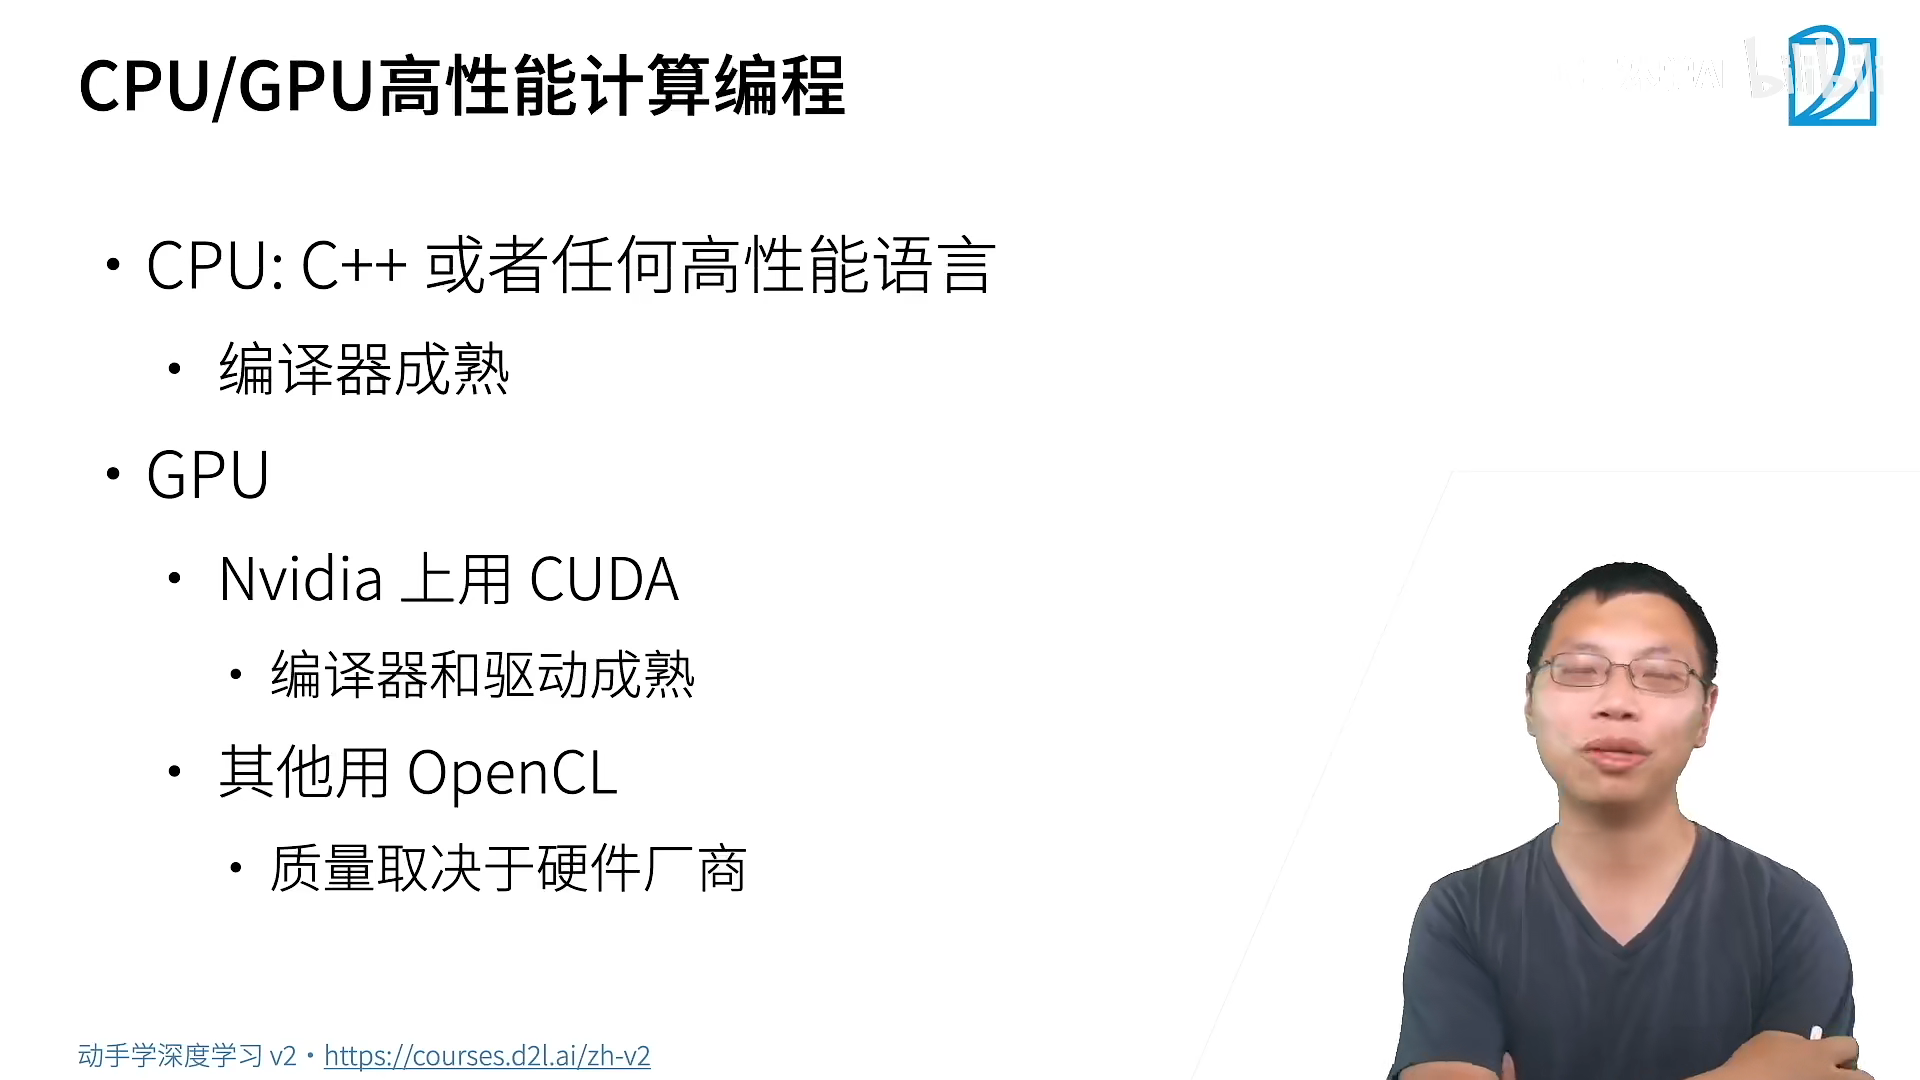 CPU/GPU高性能计算编程
• CPU: C++ 或者任何高性能语言
• 编译器成熟
• GPU
• Nvidia 上用 CUDA
• 编译器和驱动成熟
• 其他用 OpenCL
• 质量取决于硬件厂商
动手学深度学习 v2 • https://courses.d2l.ai/zh-v2
bilibili